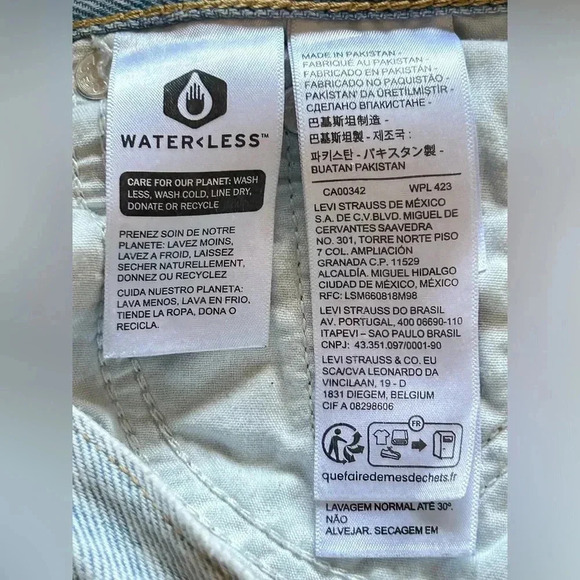 WATER<LESS™
CARE FOR OUR PLANET: WASH
LESS, WASH COLD, LINE DRY,
DONATE OR RECYCLE
PRENEZ SOIN DE NOTRE
PLANETE: LAVEZ MOINS,
LAVEZ A FROID, LAISSEZ
SECHER NATURELLEMENT,
DONNEZ OU RECYCLEZ
CUIDA NUESTRO PLANETA:
LAVA MENOS, LAVA EN FRIO,
TIENDE LA ROPA, DONA O
RECICLA.
MADE IN PAKISTAN -
FABRIQUÉ AU PAKISTAN -
FABRICADO EN PAKISTÁN -
FABRICADO NO PAQUISTÃO -
PAKİSTAN'DA ÜRETİLMİŞTİR -
СДЕЛАНО ВПАКИСТАНЕ -
巴基斯坦制造 -
巴基斯坦製 - 제조국 :
파키스탄 - パキスタン製 -
BUATAN PAKISTAN
CA00342 WPL 423
LEVI STRAUSS DE MÉXICO
S.A. DE C.V.BLVD. MIGUEL DE
CERVANTES SAAVEDRA
NO. 301, TORRE NORTE PISO
7 COL. AMPLIACIÓN
GRANADA C.P. 11529
ALCALDÍA. MIGUEL HIDALGO
CIUDAD DE MÉXICO, MÉXICO
RFC: LSM660818M98
LEVI STRAUSS DO BRASIL
AV. PORTUGAL, 400 06690-110
ITAPEVI – SAO PAULO BRASIL
CNPJ: 43.351.097/0001-90
LEVI STRAUSS & CO. EU
SCA/CVA LEONARDO DA
VINCILAAN, 19 - D
1831 DIEGEM, BELGIUM
CIF A 08298606
FR
quefairedemesdechets.fr
LAVAGEM NORMAL ATÉ 30º.
NÃO
ALVEJAR. SECAGEM EM